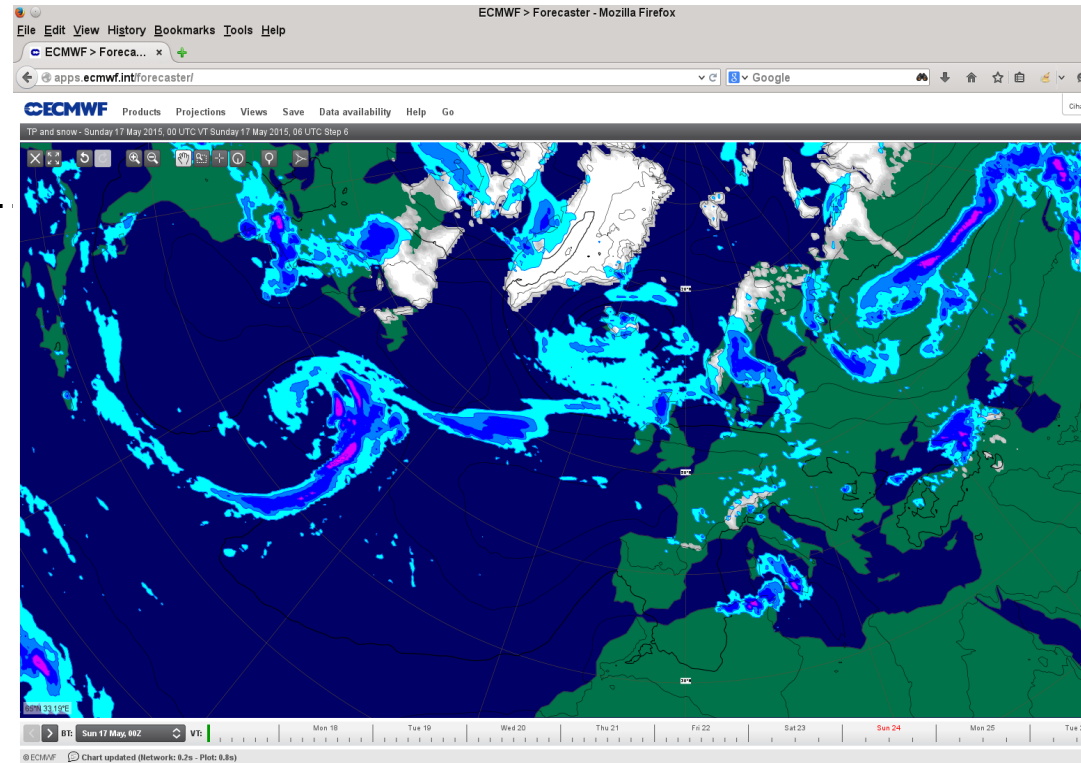 ECMWF > Forecaster - Mozilla Firefox
File Edit View History Bookmarks Tools Help
ECMWF > Foreca... ×
apps.ecmwf.int/forecaster/ Google
ECMWF Products Projections Views Save Data availability Help Go
TP and snow - Sunday 17 May 2015, 00 UTC VT Sunday 17 May 2015, 06 UTC Step 6
BT: Sun 17 May, 00Z VT: Mon 18 Tue 19 Wed 20 Thu 21 Fri 22 Sat 23 Sun 24 Mon 25 Tue
© ECMWF Chart updated (Network: 0.2s - Plot: 0.8s)